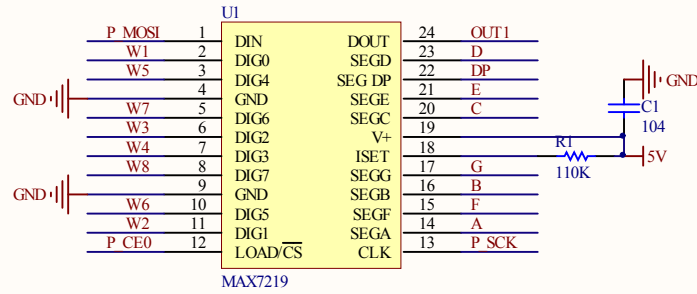 U1
P_MOSI 1 DIN DOUT 24 OUT1
W1 2 DIG0 SEGD 23 D
W5 3 DIG4 SEG DP 22 DP
GND 4 GND SEGE 21 E GND
W7 5 DIG6 SEGC 20 C C1
W3 6 DIG2 V+ 19 104
W4 7 DIG3 ISET 18 R1 5V
W8 8 DIG7 SEGG 17 G 110K
GND 9 GND SEGB 16 B
W6 10 DIG5 SEGF 15 F
W2 11 DIG1 SEGA 14 A
P_CE0 12 LOAD/CS CLK 13 P_SCK
MAX7219